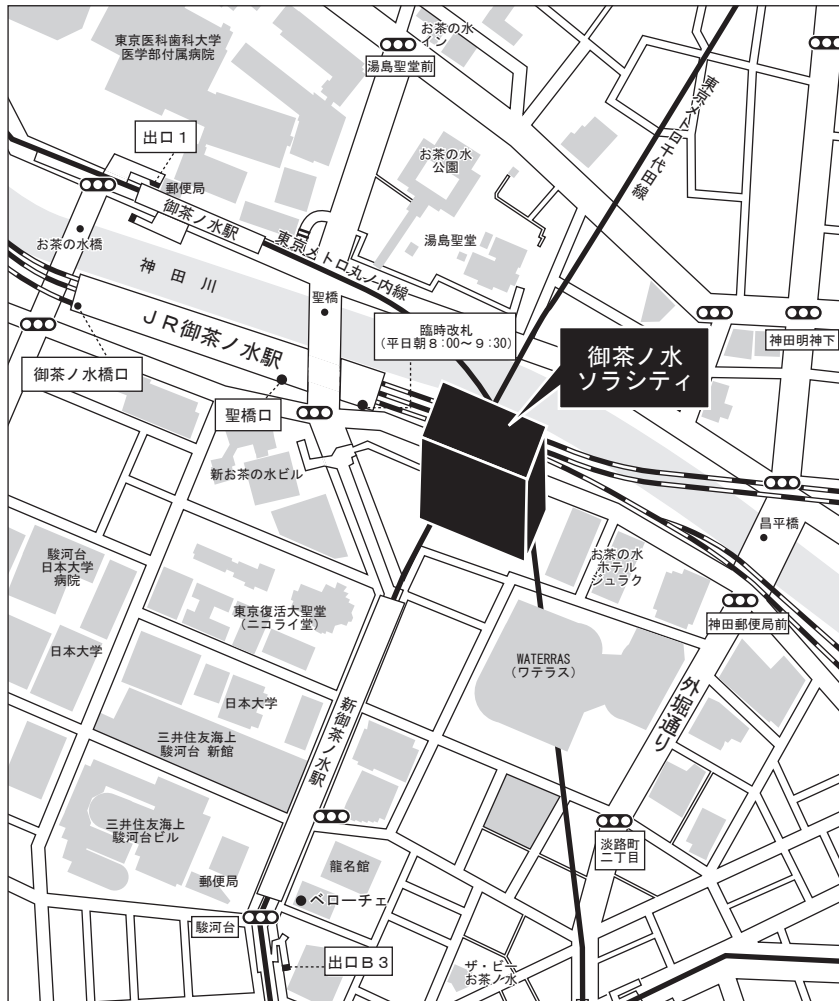 東京医科歯科大学
医学部付属病院
お茶の水
イン
湯島聖堂前
出口1
郵便局
御茶ノ水駅
お茶の水橋
神田川
東京メトロ丸ノ内線
東京メトロ千代田線
お茶の水
公園
湯島聖堂
聖橋
JR御茶ノ水駅
臨時改札
(平日朝8:00~9:30)
御茶ノ水
ソラシティ
神田明神下
御茶ノ水橋口
聖橋口
新お茶の水ビル
昌平橋
お茶の水
ホテル
ジュラク
神田郵便局前
駿河台
日本大学
病院
東京復活大聖堂
(ニコライ堂)
日本大学
WATERRAS
(ワテラス)
外堀通り
日本大学
新御茶ノ水駅
三井住友海上
駿河台 新館
三井住友海上
駿河台ビル
淡路町
二丁目
龍名館
郵便局
ベローチェ
駿河台
出口B3
ザ・ビー
お茶ノ水